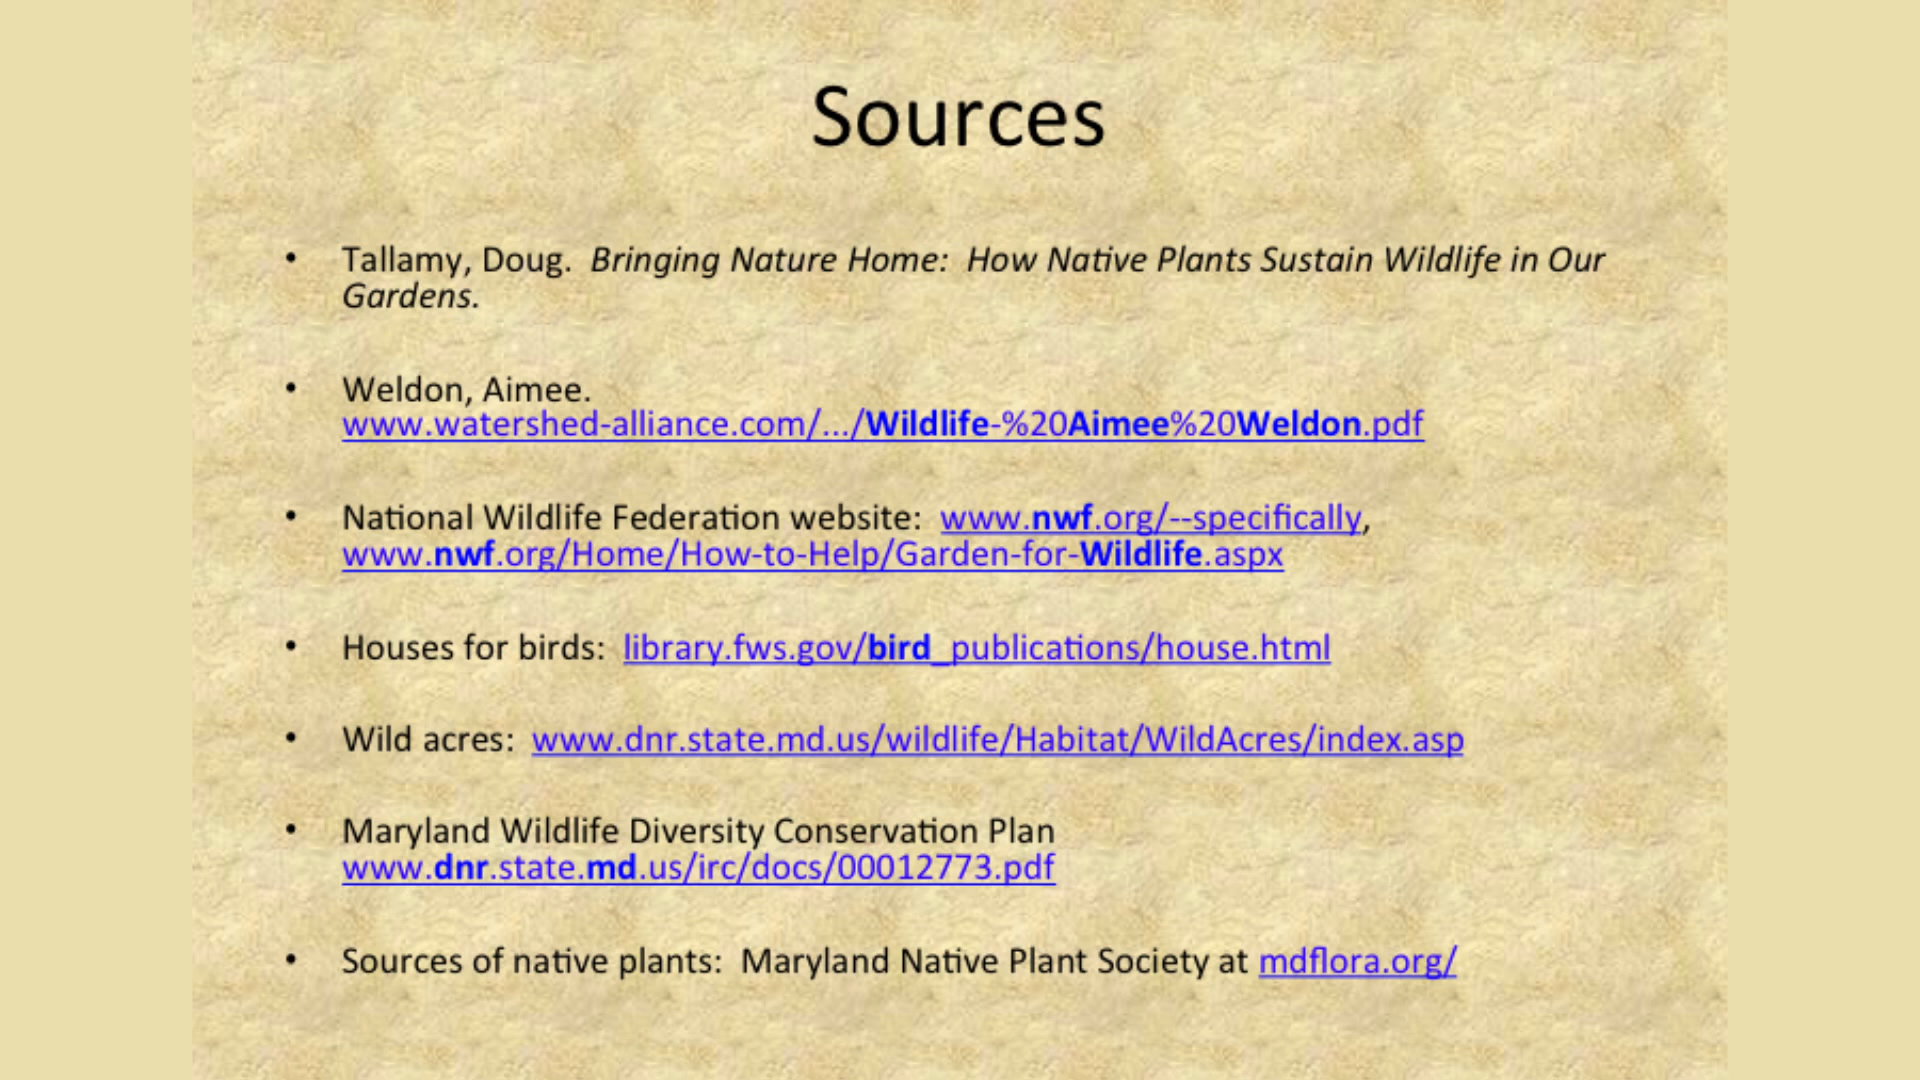 Sources
• Tallamy, Doug.  Bringing Nature Home:  How Native Plants Sustain Wildlife in Our
Gardens.
• Weldon, Aimee.
www.watershed-alliance.com/.../Wildlife-%20Aimee%20Weldon.pdf
• National Wildlife Federation website:  www.nwf.org/--specifically,
www.nwf.org/Home/How-to-Help/Garden-for-Wildlife.aspx
• Houses for birds:  library.fws.gov/bird_publications/house.html
• Wild acres:  www.dnr.state.md.us/wildlife/Habitat/WildAcres/index.asp
• Maryland Wildlife Diversity Conservation Plan
www.dnr.state.md.us/irc/docs/00012773.pdf
• Sources of native plants:  Maryland Native Plant Society at mdflora.org/